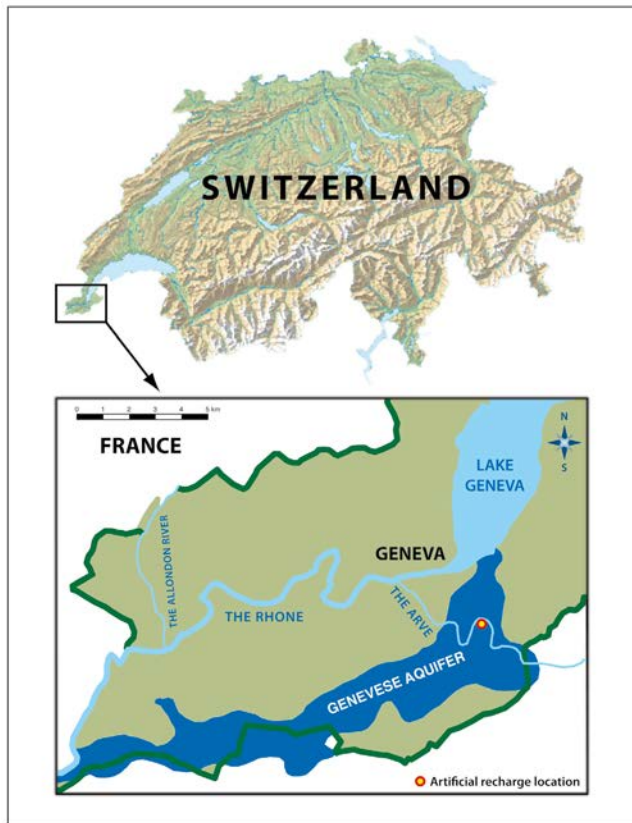 SWITZERLAND
0 1 2 3 4 5 km
FRANCE
N
S
LAKE
GENEVA
GENEVA
THE ALLONDON RIVER
THE RHONE
THE ARVE
GENEVESE AQUIFER
Artificial recharge location